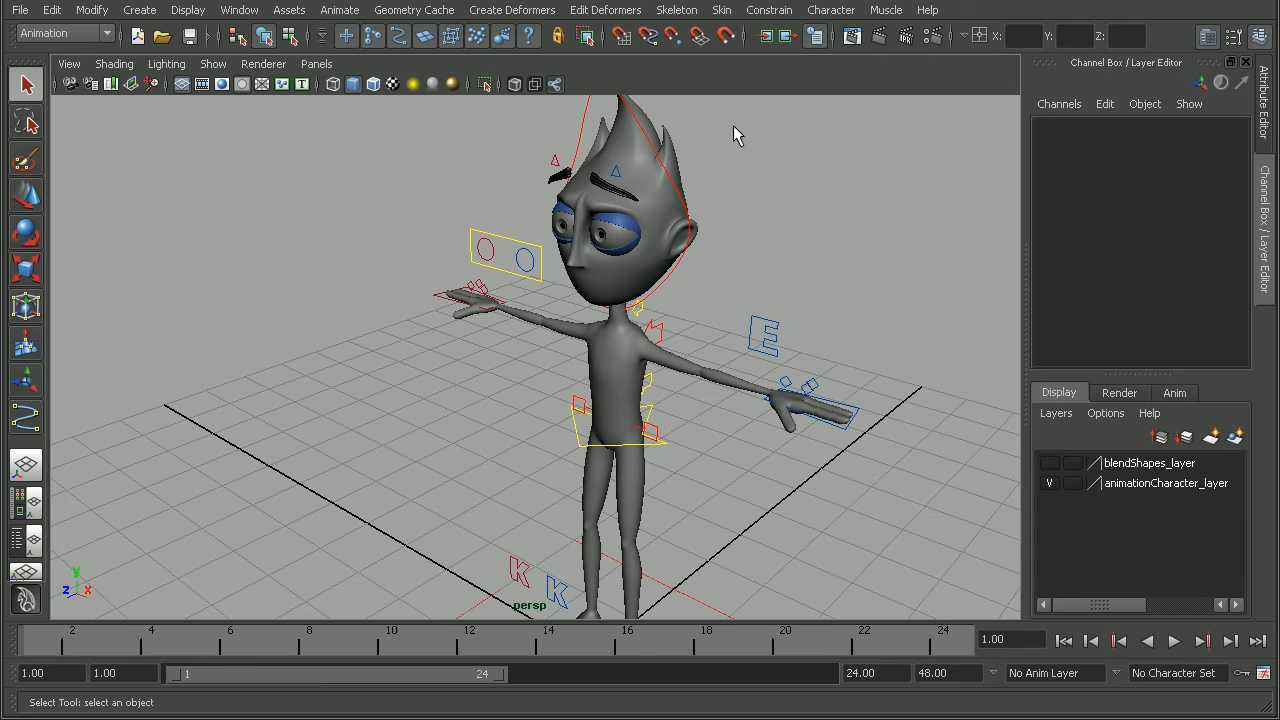 File Edit Modify Create Display Window Assets Animate Geometry Cache Create Deformers Edit Deformers Skeleton Skin Constrain Character Muscle Help
Animation X: Y: Z:
View Shading Lighting Show Renderer Panels
Channel Box / Layer Editor
Channels Edit Object Show
Attribute Editor
Channel Box / Layer Editor
E
K K
y
z x
persp
Display Render Anim
Layers Options Help
blendShapes_layer
V animationCharacter_layer
2 4 6 8 10 12 14 16 18 20 22 24 1.00
1.00 1.00 1 24 24.00 48.00 No Anim Layer No Character Set
Select Tool: select an object